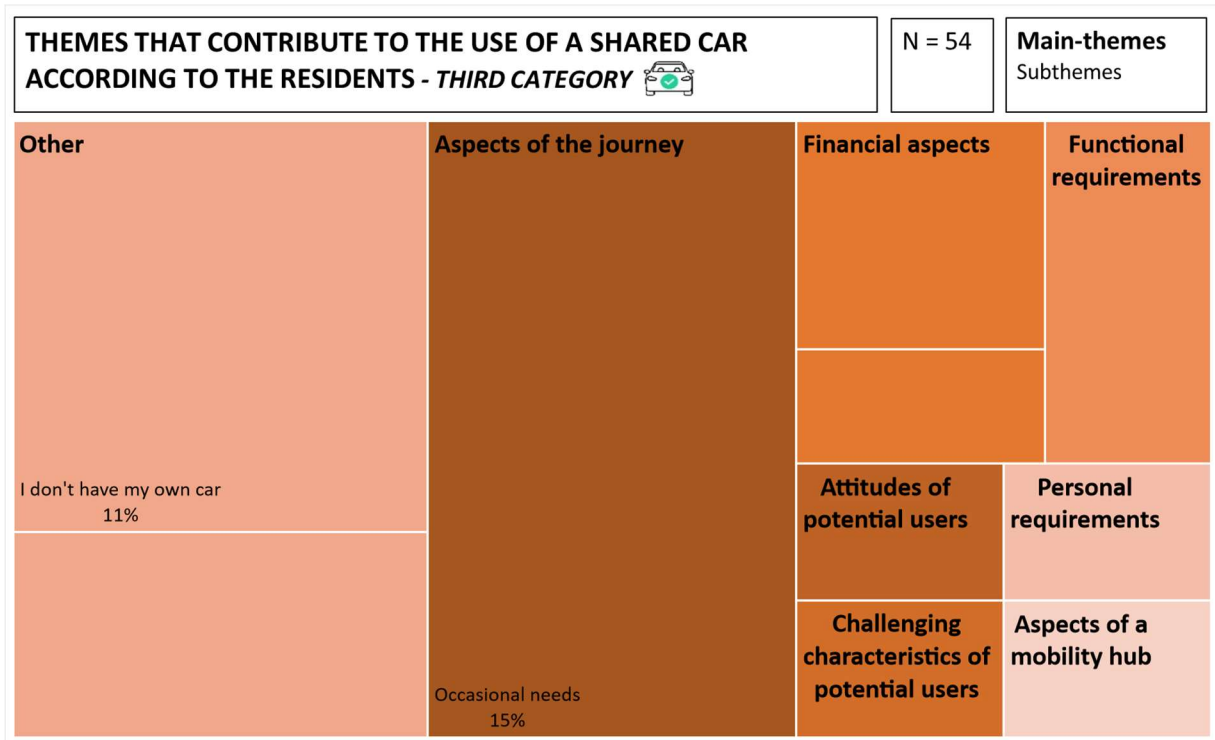 THEMES THAT CONTRIBUTE TO THE USE OF A SHARED CAR
ACCORDING TO THE RESIDENTS - THIRD CATEGORY
N = 54
Main-themes
Subthemes
Other
I don't have my own car
11%
Aspects of the journey
Occasional needs
15%
Financial aspects
Functional
requirements
Attitudes of
potential users
Personal
requirements
Challenging
characteristics of
potential users
Aspects of a
mobility hub